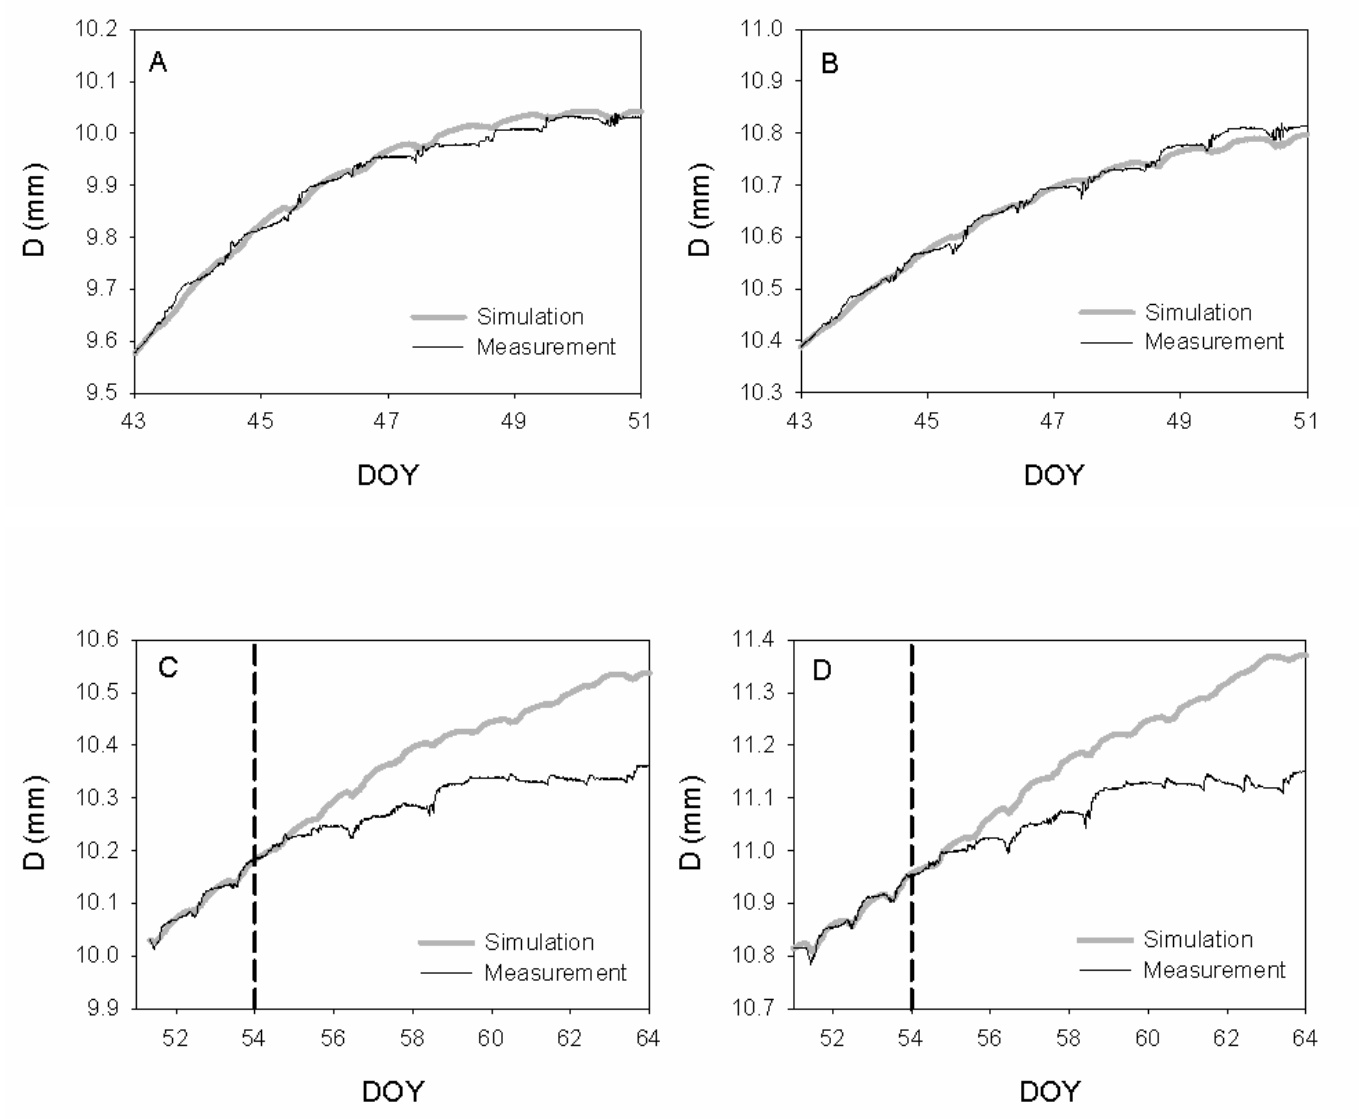 A
10.2
10.1
10.0
9.9
9.8
9.7
9.6
9.5
D (mm)
Simulation
Measurement
43 45 47 49 51
DOY
B
11.0
10.9
10.8
10.7
10.6
10.5
10.4
10.3
D (mm)
Simulation
Measurement
43 45 47 49 51
DOY
C
10.6
10.5
10.4
10.3
10.2
10.1
10.0
9.9
D (mm)
Simulation
Measurement
52 54 56 58 60 62 64
DOY
D
11.4
11.3
11.2
11.1
11.0
10.9
10.8
10.7
D (mm)
Simulation
Measurement
52 54 56 58 60 62 64
DOY